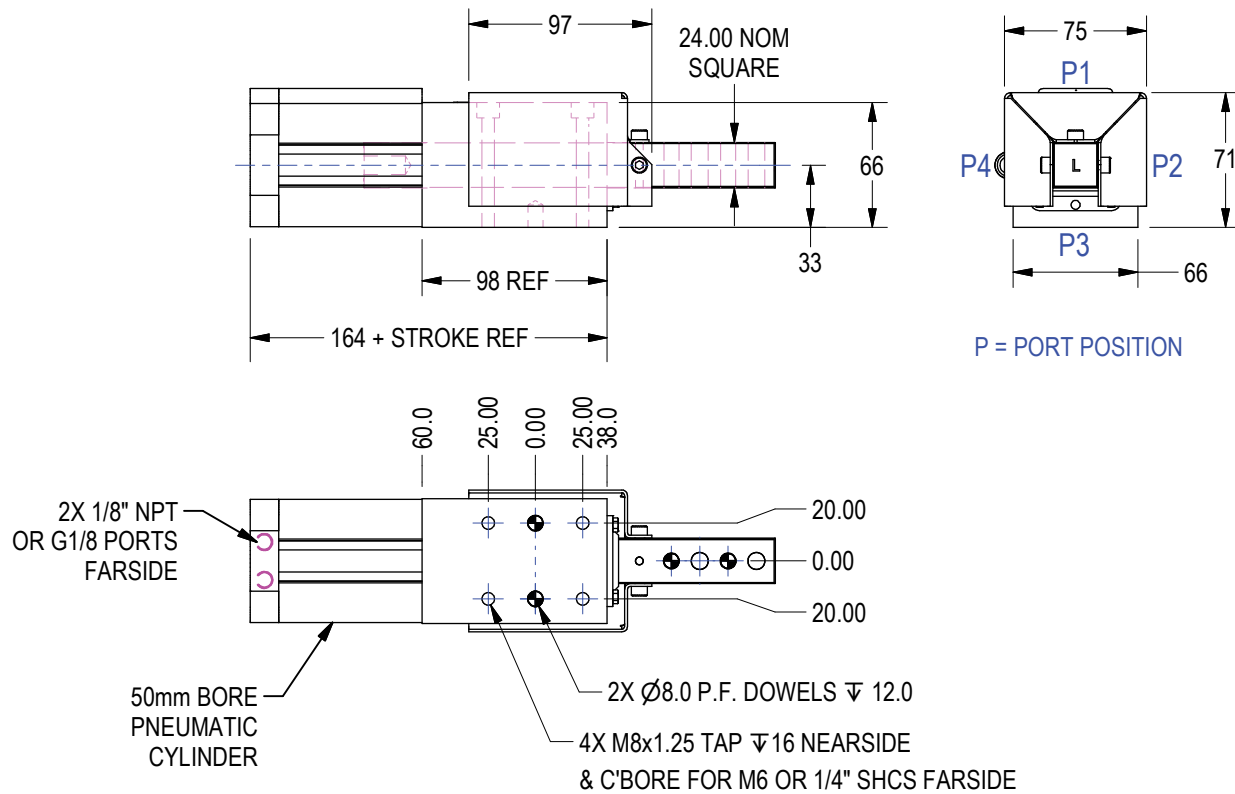 97
24.00 NOM
SQUARE
66
33
98 REF
164 + STROKE REF
75
P1
P4
L
P2
71
P3
66
P = PORT POSITION
60.0
25.00
0.00
25.00
38.0
2X 1/8" NPT
OR G1/8 PORTS
FARSIDE
20.00
0.00
20.00
50mm BORE
PNEUMATIC
CYLINDER
2X Ø8.0 P.F. DOWELS ↧ 12.0
4X M8x1.25 TAP ↧16 NEARSIDE
& C'BORE FOR M6 OR 1/4" SHCS FARSIDE